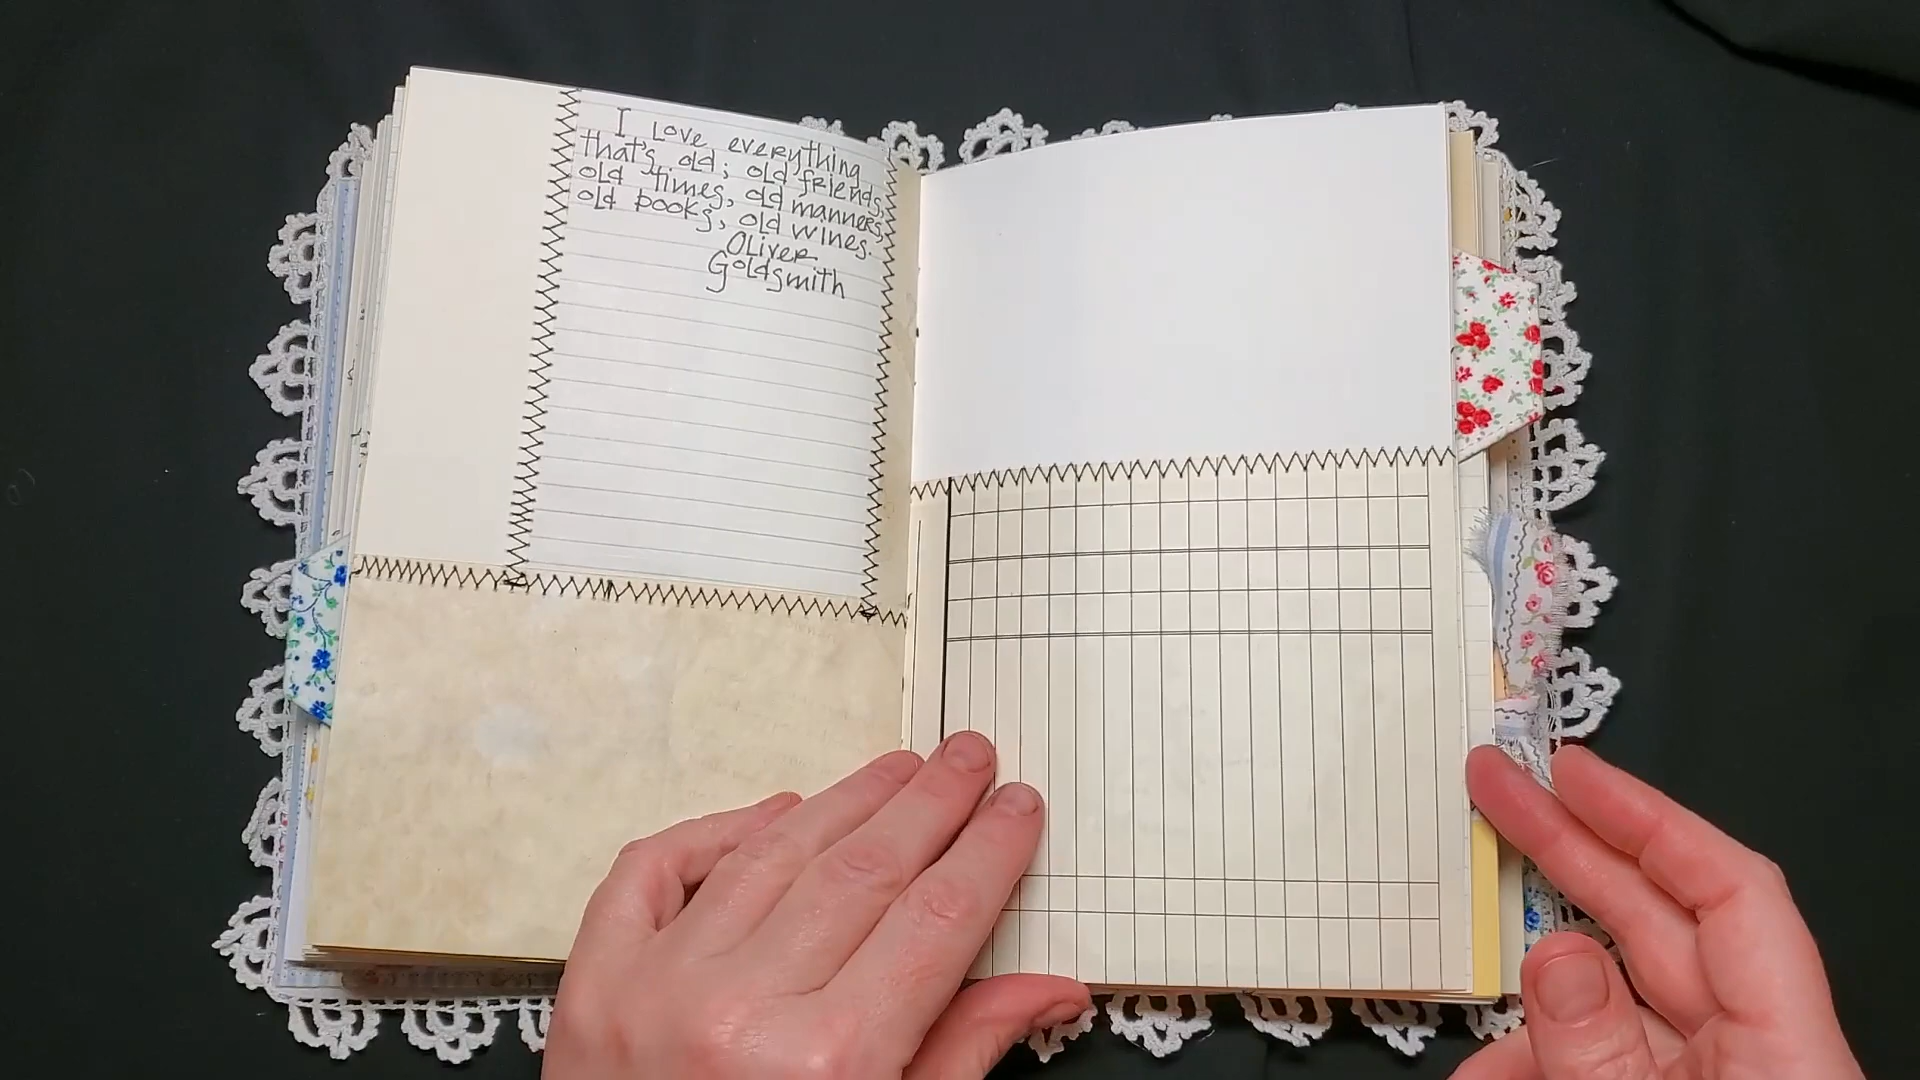 I Love everything
that's old; old friends,
old times, old manners,
old books, old wines.
Oliver
Goldsmith